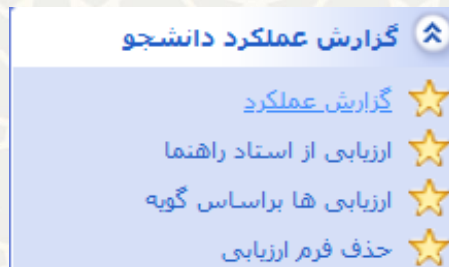 گزارش عملکرد دانشجو
گزارش عملکرد
ارزیابی از استاد راهنما
ارزیابی ها براساس گویه
حذف فرم ارزیابی